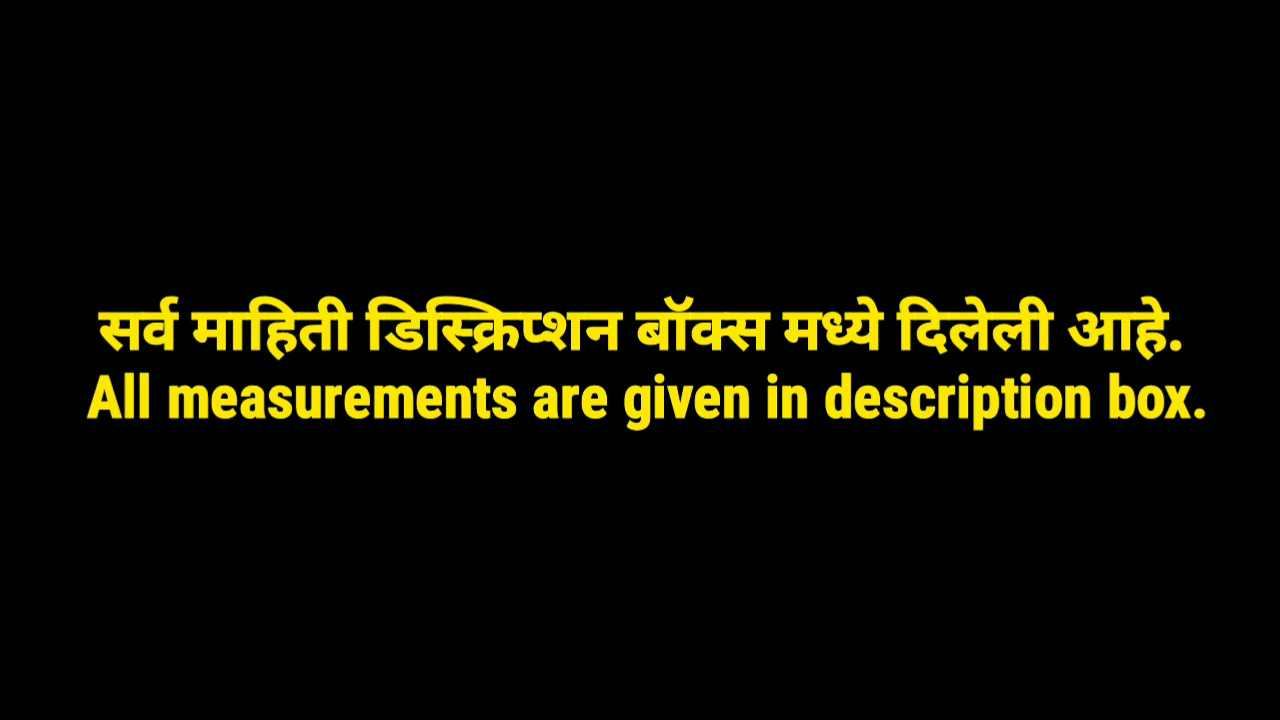 सर्व माहिती डिस्क्रिप्शन बॉक्स मध्ये दिलेली आहे.
All measurements are given in description box.